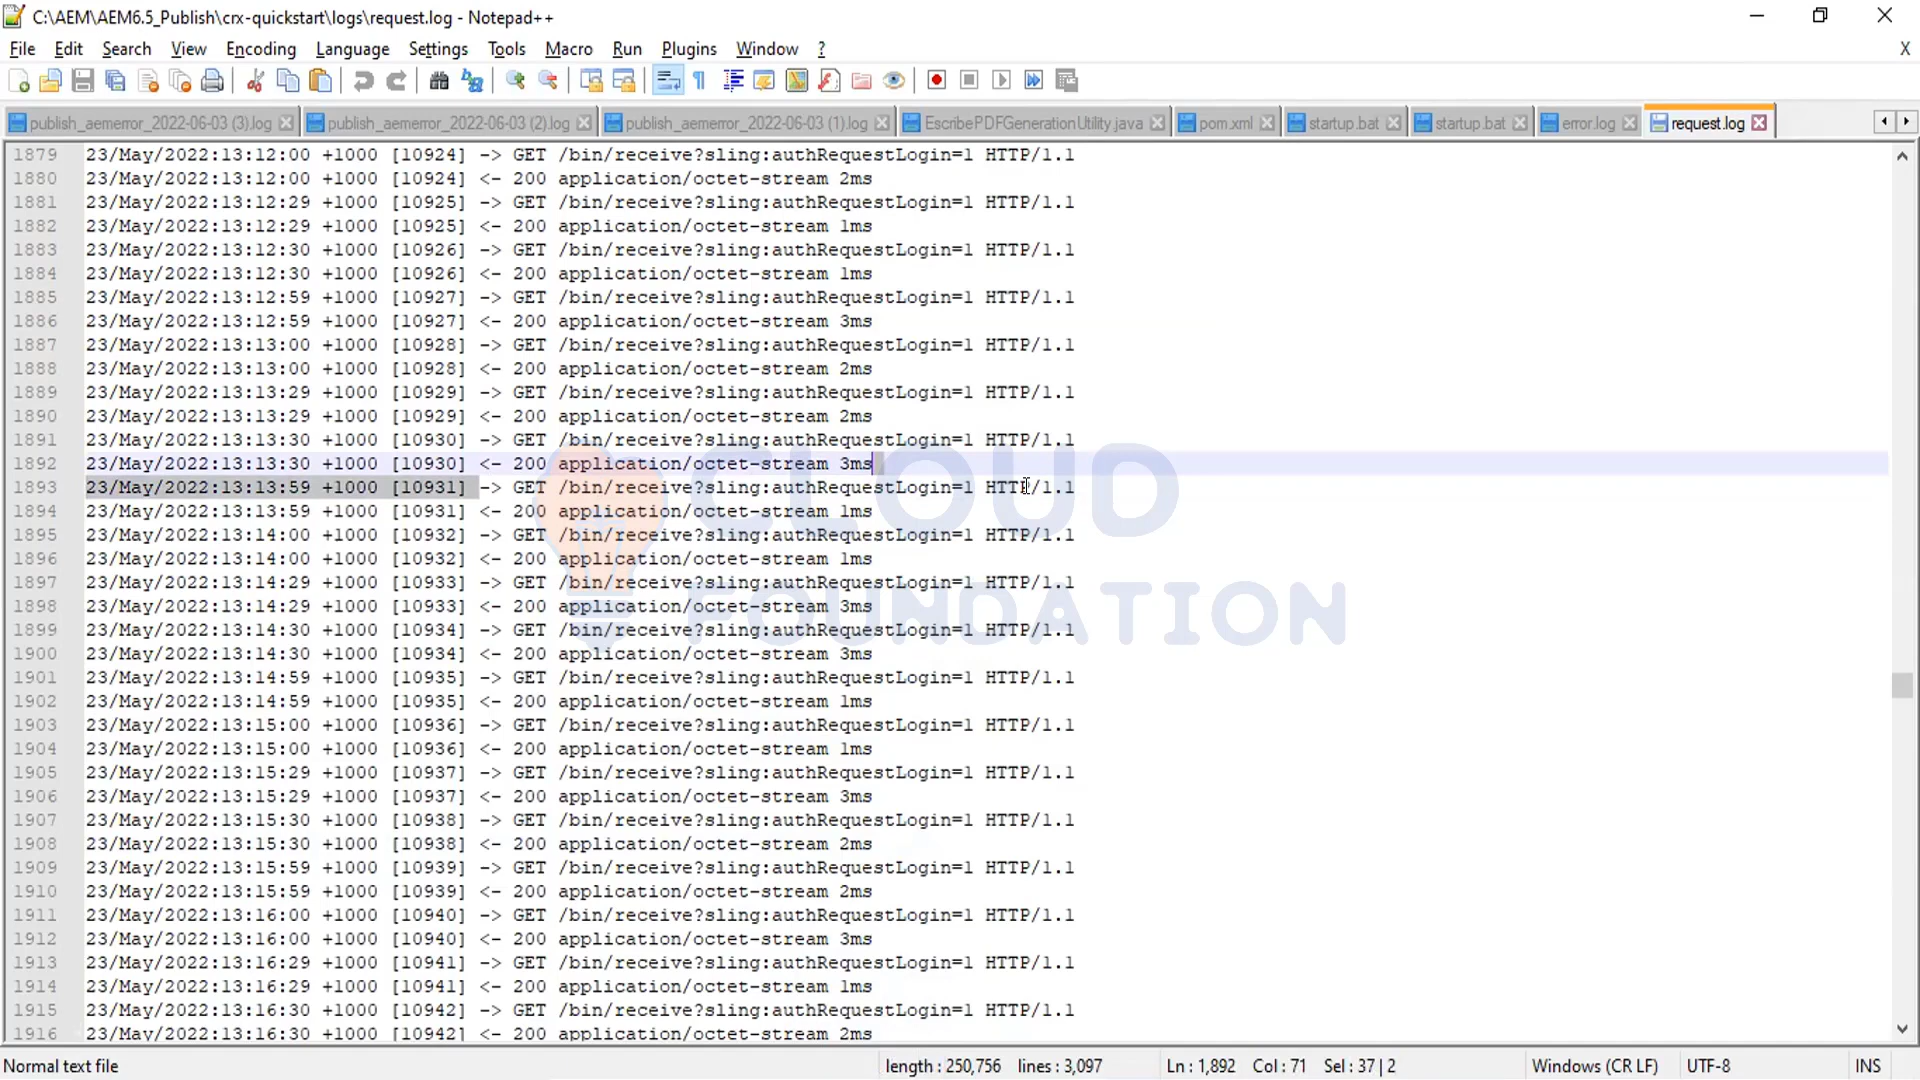 C:\AEM\AEM6.5_Publish\crx-quickstart\logs\request.log - Notepad++
File Edit Search View Encoding Language Settings Tools Macro Run Plugins Window ? X
publish_aemerror_2022-06-03 (3).log publish_aemerror_2022-06-03 (2).log publish_aemerror_2022-06-03 (1).log EscribePDFGenerationUtility.java pom.xml startup.bat startup.bat error.log request.log
1879 23/May/2022:13:12:00 +1000 [10924] -> GET /bin/receive?sling:authRequestLogin=1 HTTP/1.1
1880 23/May/2022:13:12:00 +1000 [10924] <- 200 application/octet-stream 2ms
1881 23/May/2022:13:12:29 +1000 [10925] -> GET /bin/receive?sling:authRequestLogin=1 HTTP/1.1
1882 23/May/2022:13:12:29 +1000 [10925] <- 200 application/octet-stream 1ms
1883 23/May/2022:13:12:30 +1000 [10926] -> GET /bin/receive?sling:authRequestLogin=1 HTTP/1.1
1884 23/May/2022:13:12:30 +1000 [10926] <- 200 application/octet-stream 1ms
1885 23/May/2022:13:12:59 +1000 [10927] -> GET /bin/receive?sling:authRequestLogin=1 HTTP/1.1
1886 23/May/2022:13:12:59 +1000 [10927] <- 200 application/octet-stream 3ms
1887 23/May/2022:13:13:00 +1000 [10928] -> GET /bin/receive?sling:authRequestLogin=1 HTTP/1.1
1888 23/May/2022:13:13:00 +1000 [10928] <- 200 application/octet-stream 2ms
1889 23/May/2022:13:13:29 +1000 [10929] -> GET /bin/receive?sling:authRequestLogin=1 HTTP/1.1
1890 23/May/2022:13:13:29 +1000 [10929] <- 200 application/octet-stream 2ms
1891 23/May/2022:13:13:30 +1000 [10930] -> GET /bin/receive?sling:authRequestLogin=1 HTTP/1.1
1892 23/May/2022:13:13:30 +1000 [10930] <- 200 application/octet-stream 3ms
1893 23/May/2022:13:13:59 +1000 [10931] -> GET /bin/receive?sling:authRequestLogin=1 HTTP/1.1
1894 23/May/2022:13:13:59 +1000 [10931] <- 200 application/octet-stream 1ms
1895 23/May/2022:13:14:00 +1000 [10932] -> GET /bin/receive?sling:authRequestLogin=1 HTTP/1.1
1896 23/May/2022:13:14:00 +1000 [10932] <- 200 application/octet-stream 1ms
1897 23/May/2022:13:14:29 +1000 [10933] -> GET /bin/receive?sling:authRequestLogin=1 HTTP/1.1
1898 23/May/2022:13:14:29 +1000 [10933] <- 200 application/octet-stream 3ms
1899 23/May/2022:13:14:30 +1000 [10934] -> GET /bin/receive?sling:authRequestLogin=1 HTTP/1.1
1900 23/May/2022:13:14:30 +1000 [10934] <- 200 application/octet-stream 3ms
1901 23/May/2022:13:14:59 +1000 [10935] -> GET /bin/receive?sling:authRequestLogin=1 HTTP/1.1
1902 23/May/2022:13:14:59 +1000 [10935] <- 200 application/octet-stream 1ms
1903 23/May/2022:13:15:00 +1000 [10936] -> GET /bin/receive?sling:authRequestLogin=1 HTTP/1.1
1904 23/May/2022:13:15:00 +1000 [10936] <- 200 application/octet-stream 1ms
1905 23/May/2022:13:15:29 +1000 [10937] -> GET /bin/receive?sling:authRequestLogin=1 HTTP/1.1
1906 23/May/2022:13:15:29 +1000 [10937] <- 200 application/octet-stream 3ms
1907 23/May/2022:13:15:30 +1000 [10938] -> GET /bin/receive?sling:authRequestLogin=1 HTTP/1.1
1908 23/May/2022:13:15:30 +1000 [10938] <- 200 application/octet-stream 2ms
1909 23/May/2022:13:15:59 +1000 [10939] -> GET /bin/receive?sling:authRequestLogin=1 HTTP/1.1
1910 23/May/2022:13:15:59 +1000 [10939] <- 200 application/octet-stream 2ms
1911 23/May/2022:13:16:00 +1000 [10940] -> GET /bin/receive?sling:authRequestLogin=1 HTTP/1.1
1912 23/May/2022:13:16:00 +1000 [10940] <- 200 application/octet-stream 3ms
1913 23/May/2022:13:16:29 +1000 [10941] -> GET /bin/receive?sling:authRequestLogin=1 HTTP/1.1
1914 23/May/2022:13:16:29 +1000 [10941] <- 200 application/octet-stream 1ms
1915 23/May/2022:13:16:30 +1000 [10942] -> GET /bin/receive?sling:authRequestLogin=1 HTTP/1.1
1916 23/May/2022:13:16:30 +1000 [10942] <- 200 application/octet-stream 2ms
CLOUD
FOUNDATION
Normal text file length : 250,756 lines : 3,097 Ln : 1,892 Col : 71 Sel : 37 | 2 Windows (CR LF) UTF-8 INS